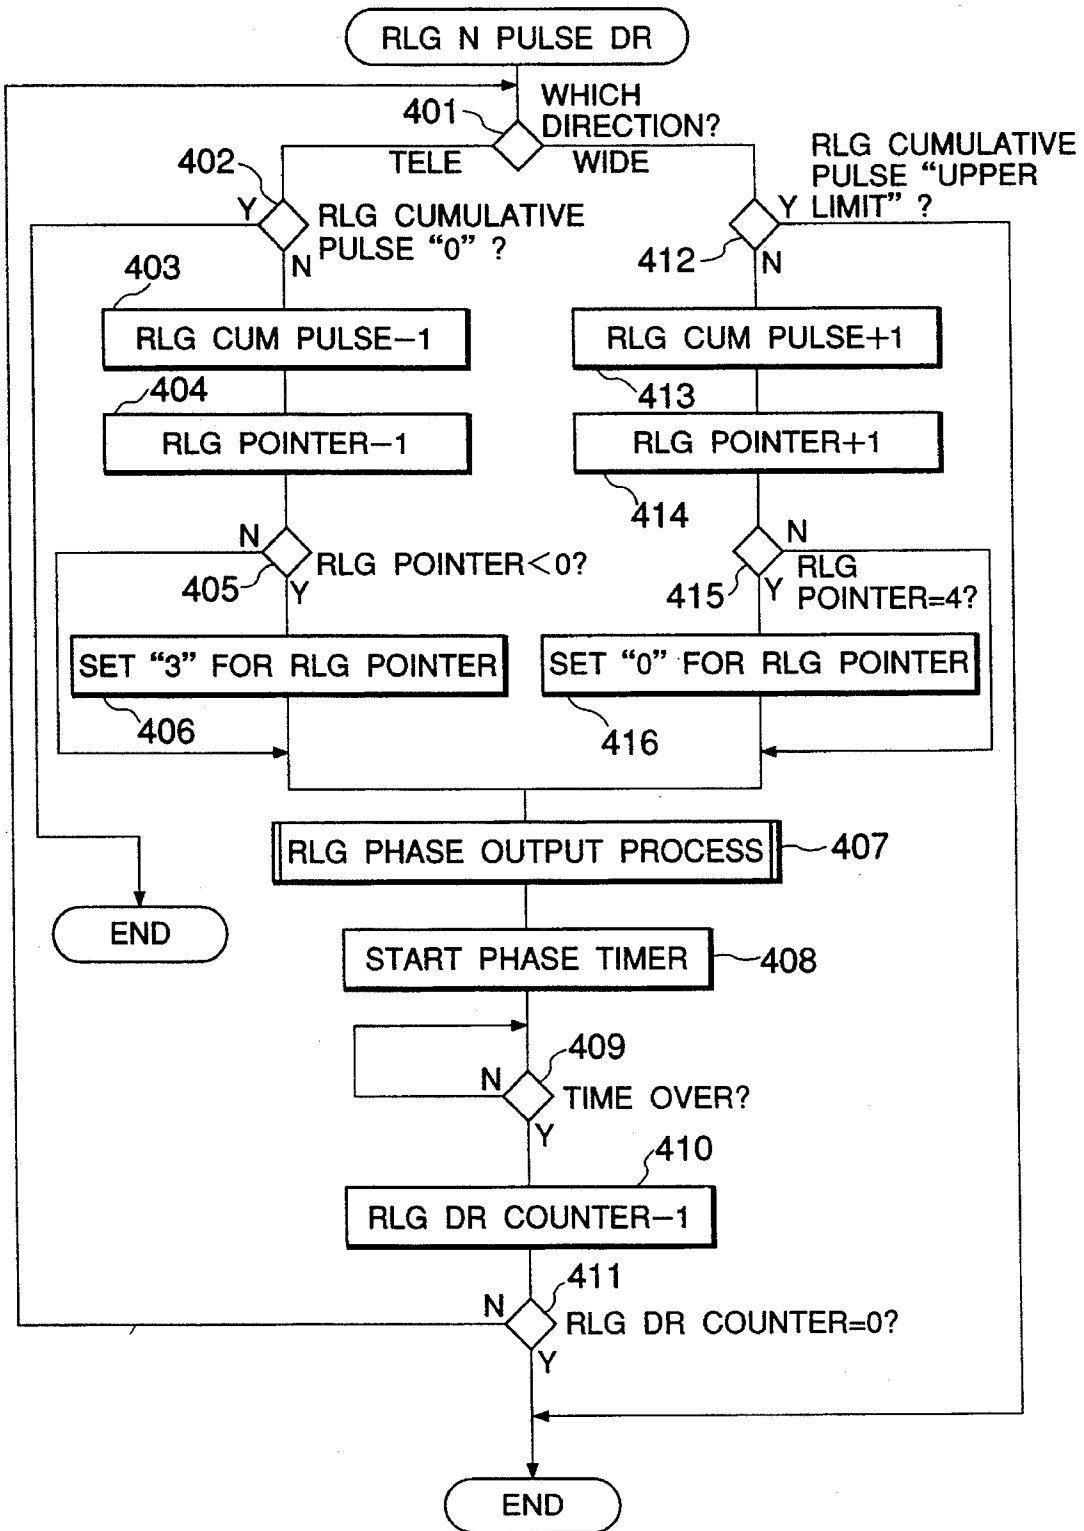 RLG N PULSE DR
401
WHICH
DIRECTION?
TELE
WIDE
402
Y
RLG CUMULATIVE
PULSE “0” ?
N
RLG CUMULATIVE
PULSE “UPPER
LIMIT” ?
Y
412
N
403
RLG CUM PULSE−1
RLG CUM PULSE+1
413
404
RLG POINTER−1
RLG POINTER+1
414
N
405
RLG POINTER<0?
Y
N
415
RLG
POINTER=4?
Y
SET “3” FOR RLG POINTER
406
SET “0” FOR RLG POINTER
416
RLG PHASE OUTPUT PROCESS
407
END
START PHASE TIMER
408
409
N
TIME OVER?
Y
410
RLG DR COUNTER−1
411
N
RLG DR COUNTER=0?
Y
END